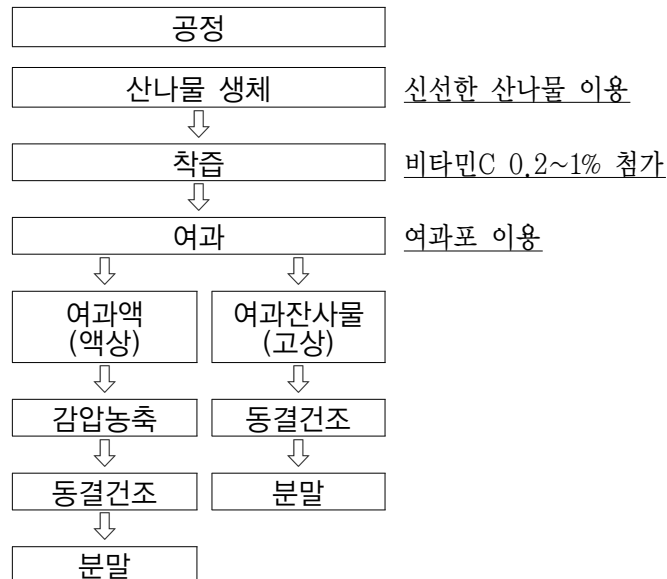 공정
산나물 생체 신선한 산나물 이용
착즙 비타민C 0.2~1% 첨가
여과 여과포 이용
여과액 여과잔사물
(액상) (고상)
감압농축 동결건조
동결건조 분말
분말